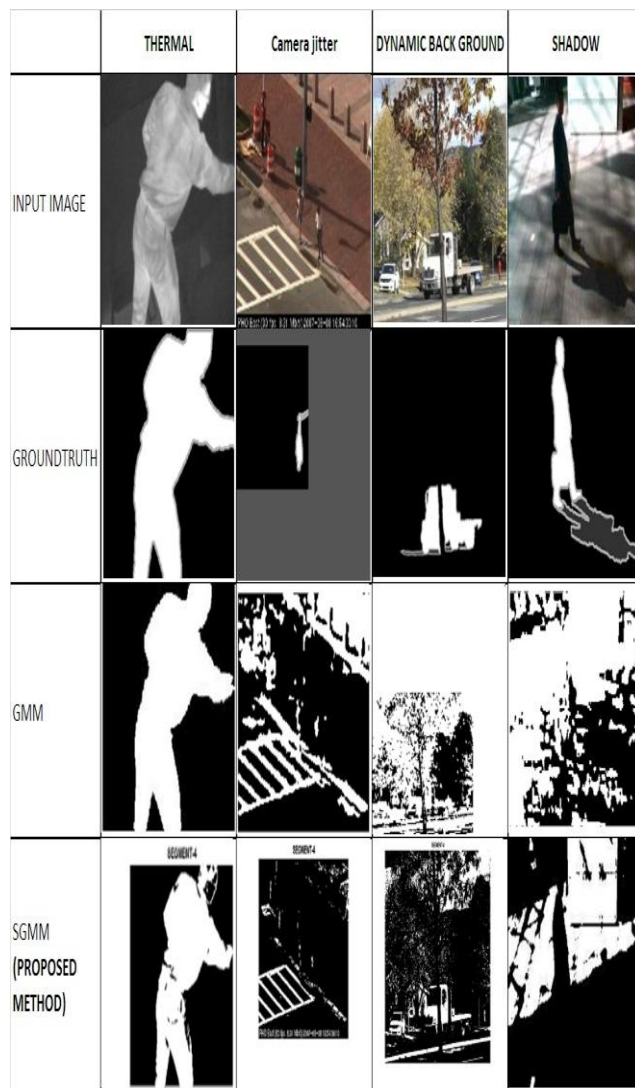 THERMAL
Camera jitter
DYNAMIC BACK GROUND
SHADOW
INPUT IMAGE
GROUNDTRUTH
GMM
SEGMENT-4
SEGMENT-4
SGMM
(PROPOSED
METHOD)